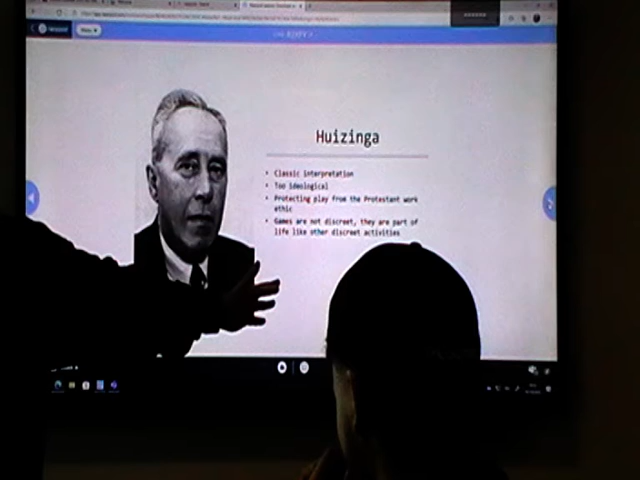 Huizinga
• Classic interpretation
• Too ideological
• Protecting play from the Protestant work
ethic
• Games are not discreet, they are part of
life like other discreet activities